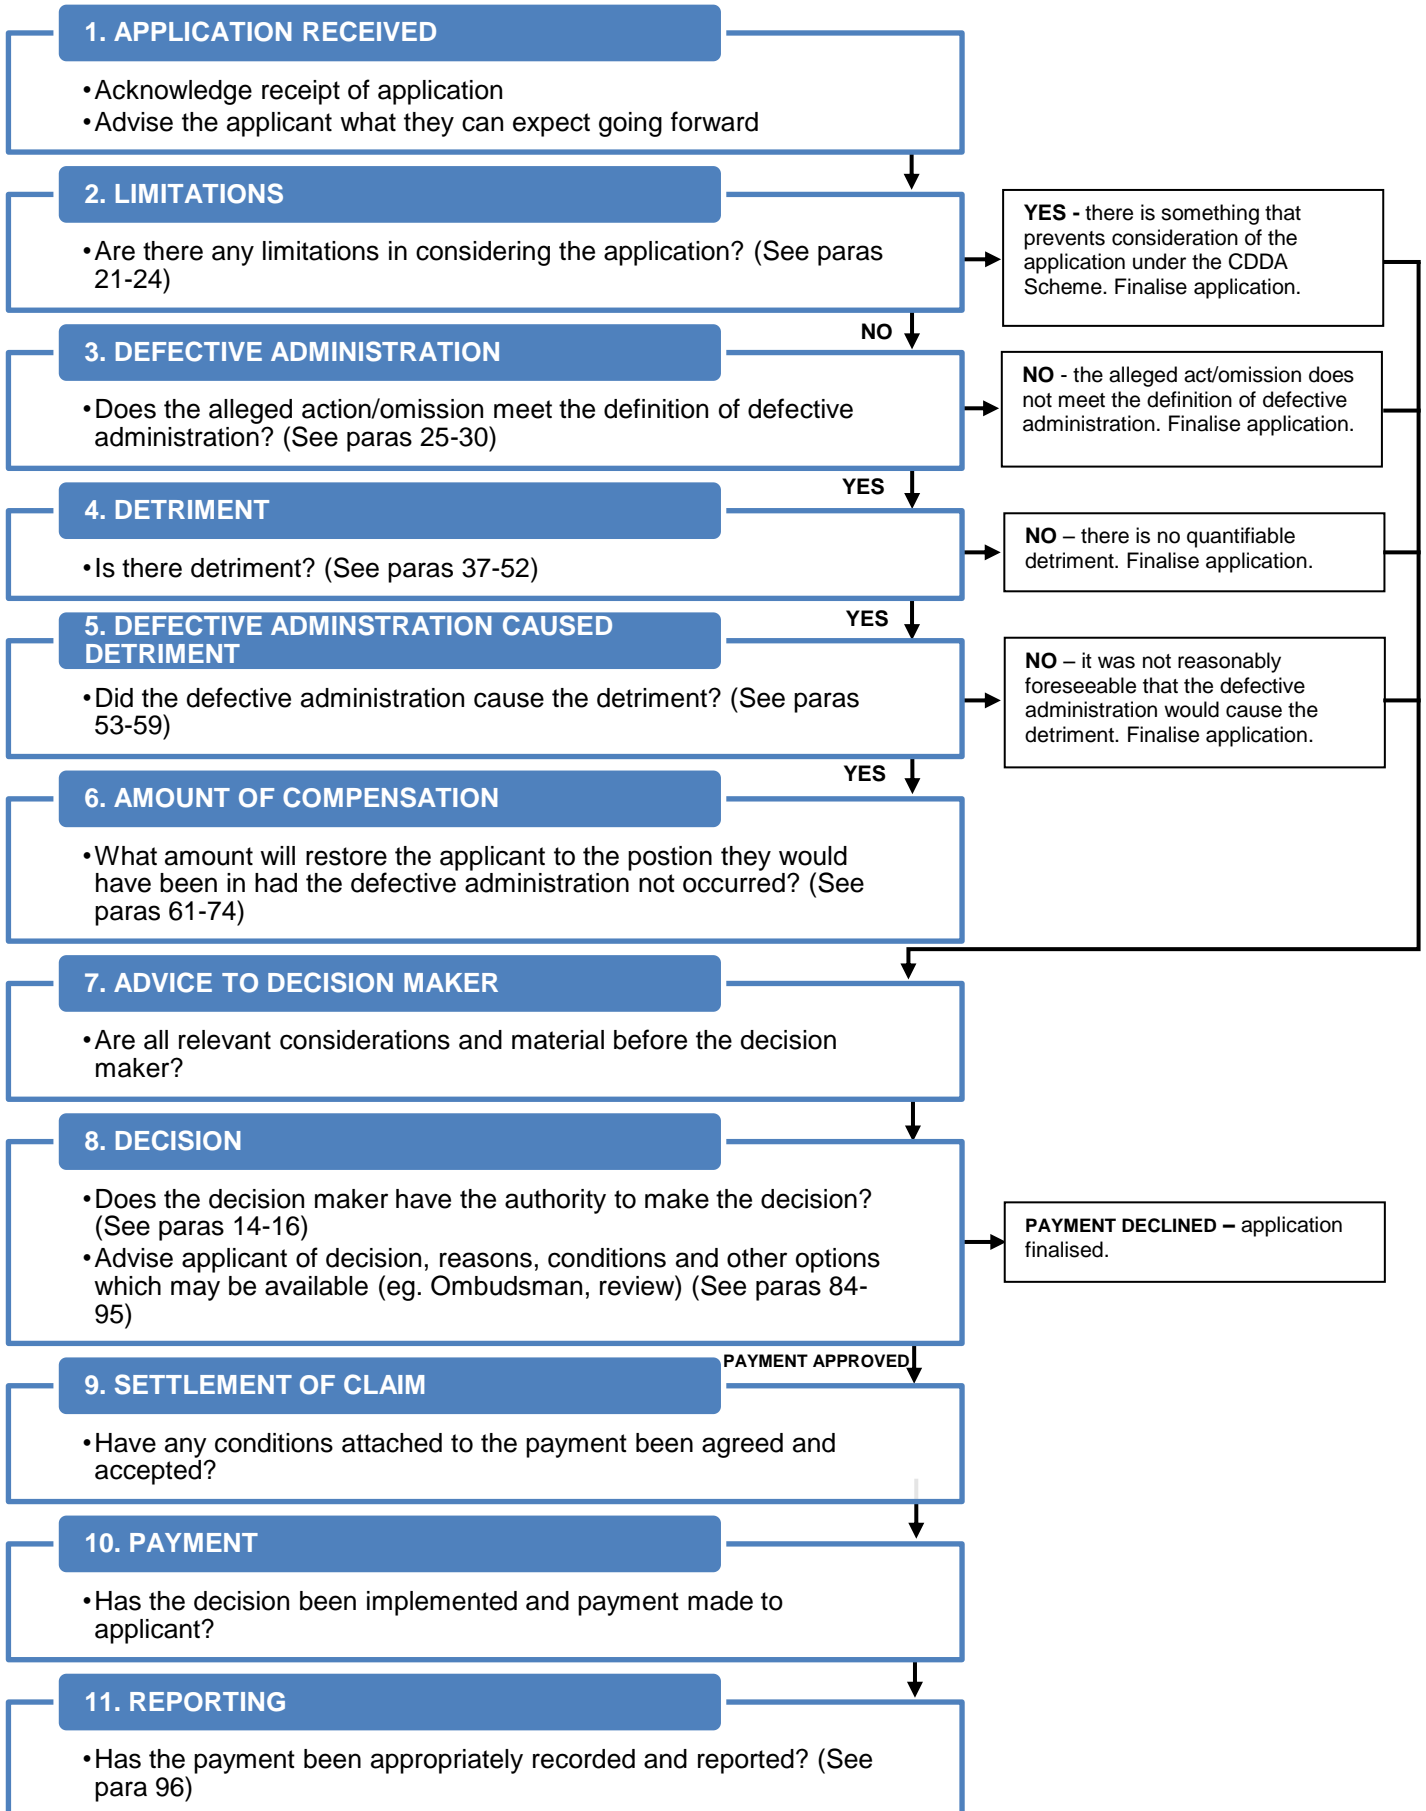 1. APPLICATION RECEIVED
•Acknowledge receipt of application
•Advise the applicant what they can expect going forward
2. LIMITATIONS
•Are there any limitations in considering the application? (See paras
21-24)
YES - there is something that
prevents consideration of the
application under the CDDA
Scheme. Finalise application.
NO
3. DEFECTIVE ADMINISTRATION
•Does the alleged action/omission meet the definition of defective
administration? (See paras 25-30)
NO - the alleged act/omission does
not meet the definition of defective
administration. Finalise application.
YES
4. DETRIMENT
•Is there detriment? (See paras 37-52)
NO – there is no quantifiable
detriment. Finalise application.
YES
5. DEFECTIVE ADMINSTRATION CAUSED
DETRIMENT
•Did the defective administration cause the detriment? (See paras
53-59)
NO – it was not reasonably
foreseeable that the defective
administration would cause the
detriment. Finalise application.
YES
6. AMOUNT OF COMPENSATION
•What amount will restore the applicant to the postion they would
have been in had the defective administration not occurred? (See
paras 61-74)
7. ADVICE TO DECISION MAKER
•Are all relevant considerations and material before the decision
maker?
8. DECISION
•Does the decision maker have the authority to make the decision?
(See paras 14-16)
•Advise applicant of decision, reasons, conditions and other options
which may be available (eg. Ombudsman, review) (See paras 84-
95)
PAYMENT DECLINED – application
finalised.
PAYMENT APPROVED
9. SETTLEMENT OF CLAIM
•Have any conditions attached to the payment been agreed and
accepted?
10. PAYMENT
•Has the decision been implemented and payment made to
applicant?
11. REPORTING
•Has the payment been appropriately recorded and reported? (See
para 96)